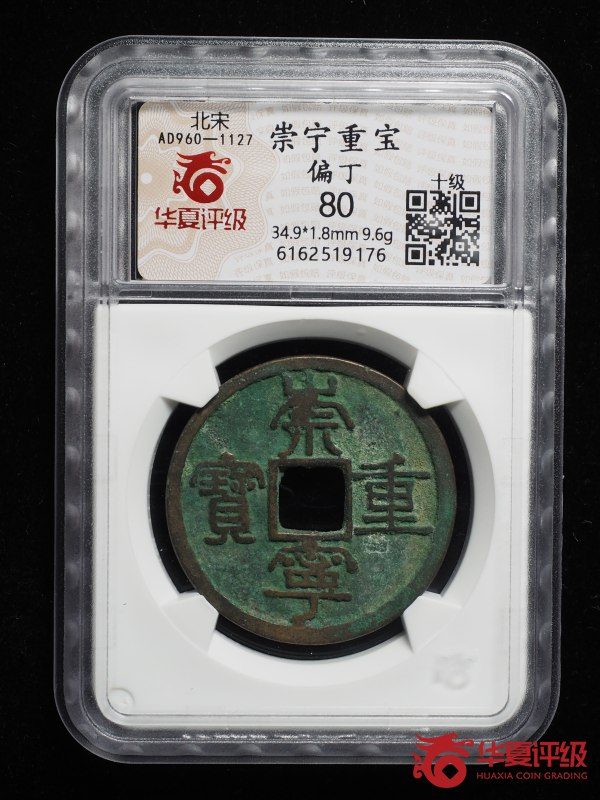 北宋
AD960—1127
华夏评级
崇宁重宝
偏丁
80
34.9*1.8mm 9.6g
6162519176
十级
崇
寶 重
寧
华夏评级
HUAXIA COIN GRADING